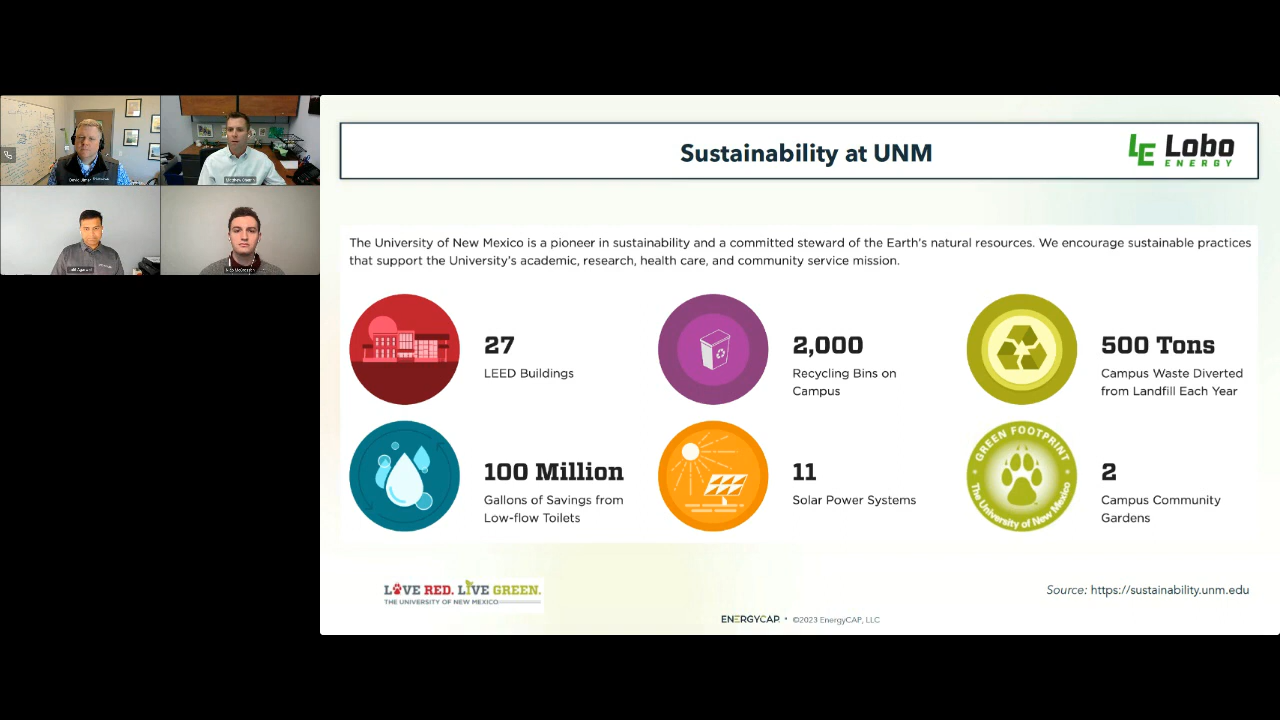 Sustainability at UNM
LE Lobo
ENERGY
The University of New Mexico is a pioneer in sustainability and a committed steward of the Earth's natural resources. We encourage sustainable practices
that support the University's academic, research, health care, and community service mission.
27
LEED Buildings
2,000
Recycling Bins on
Campus
500 Tons
Campus Waste Diverted
from Landfill Each Year
100 Million
Gallons of Savings from
Low-flow Toilets
11
Solar Power Systems
GREEN FOOTPRINT
The University of New Mexico
2
Campus Community
Gardens
LOVE RED. LIVE GREEN.
THE UNIVERSITY OF NEW MEXICO
Source: https://sustainability.unm.edu
ENERGYCAP • ©2023 EnergyCAP, LLC